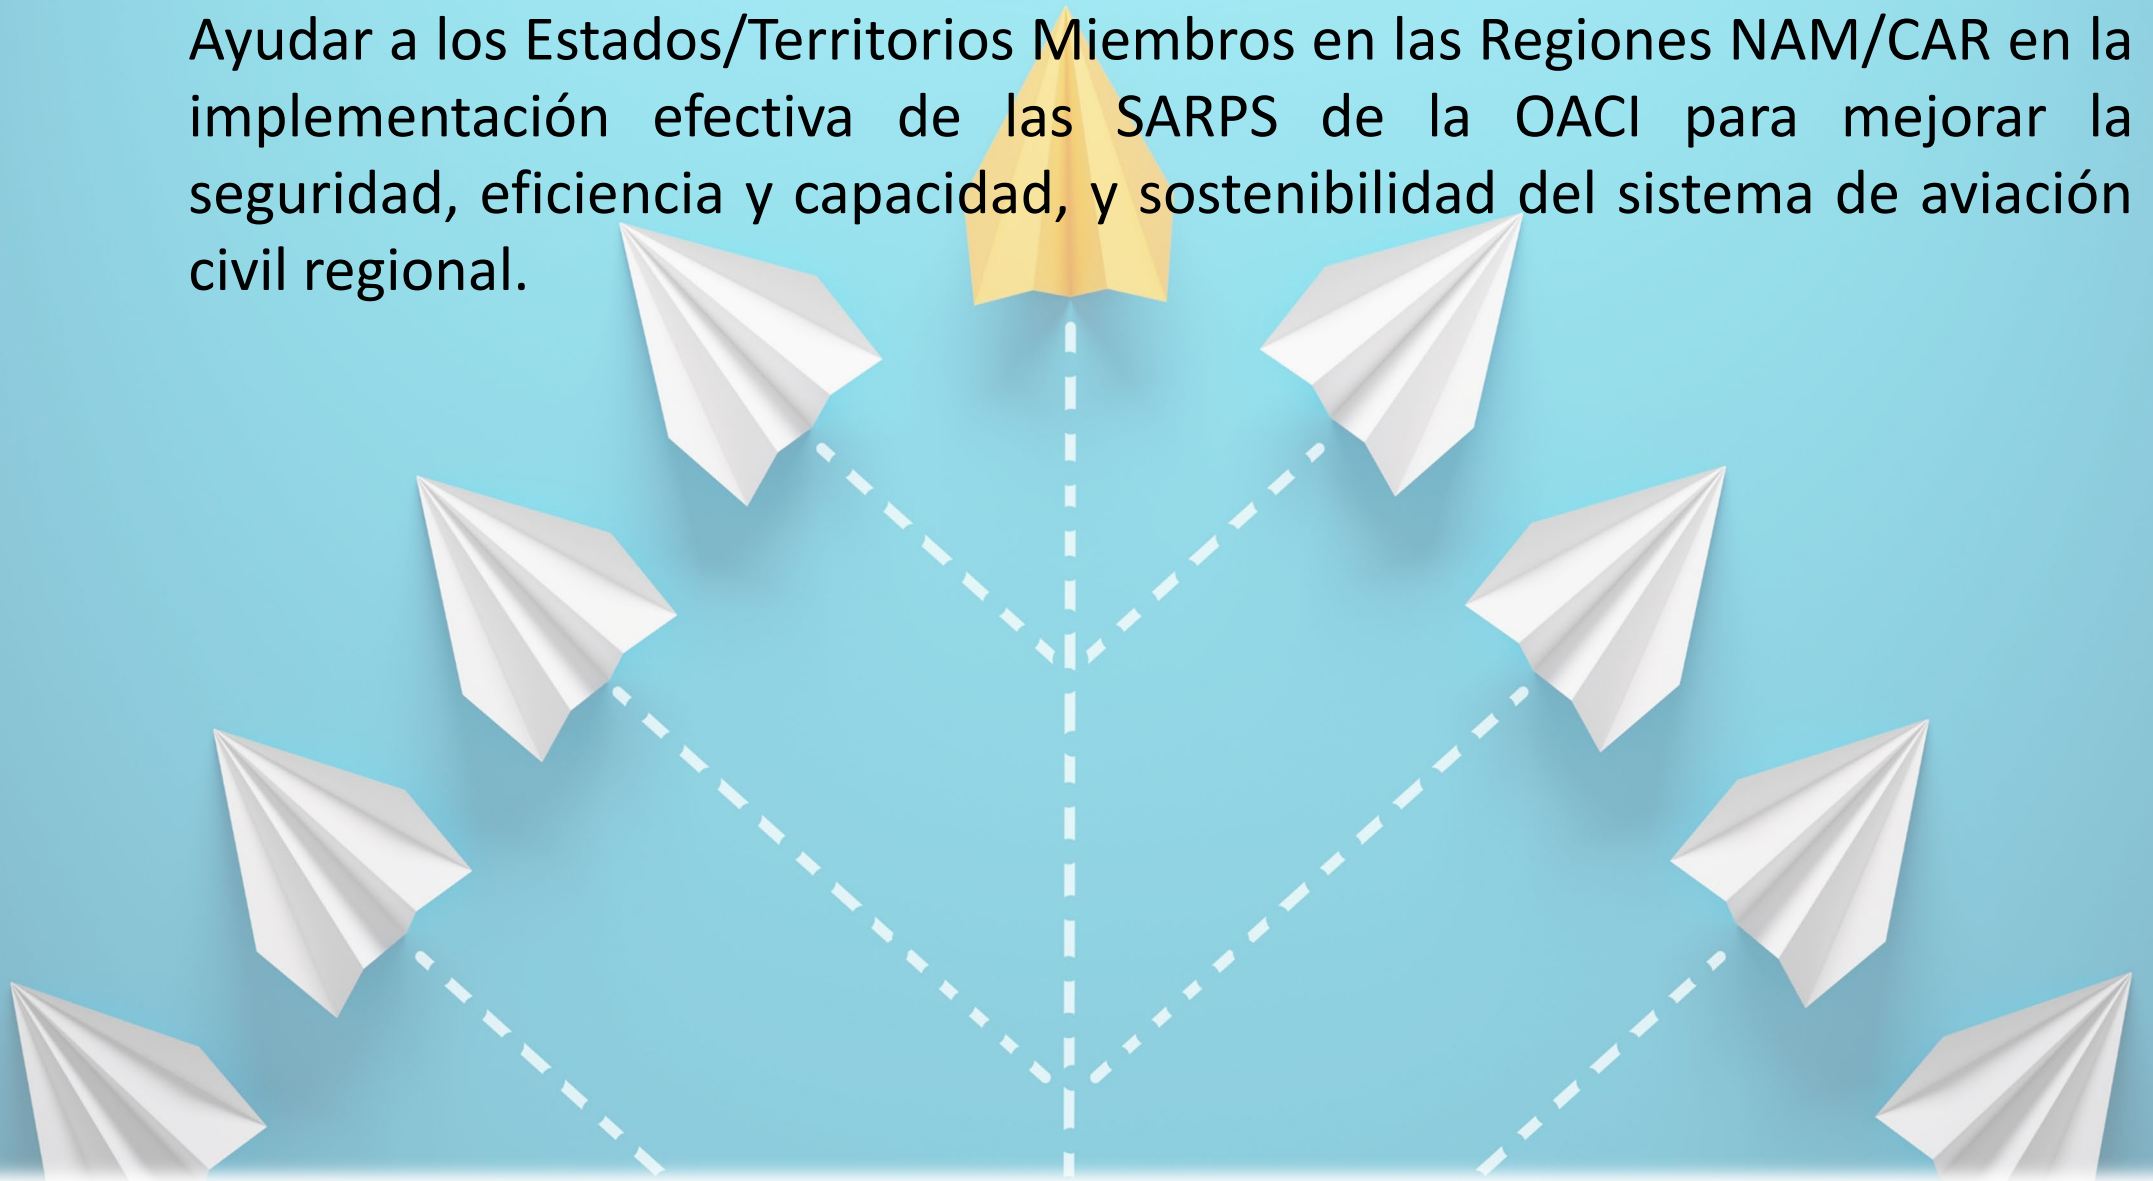 Ayudar a los Estados/Territorios Miembros en las Regiones NAM/CAR en la
implementación efectiva de las SARPS de la OACI para mejorar la
seguridad, eficiencia y capacidad, y sostenibilidad del sistema de aviación
civil regional.